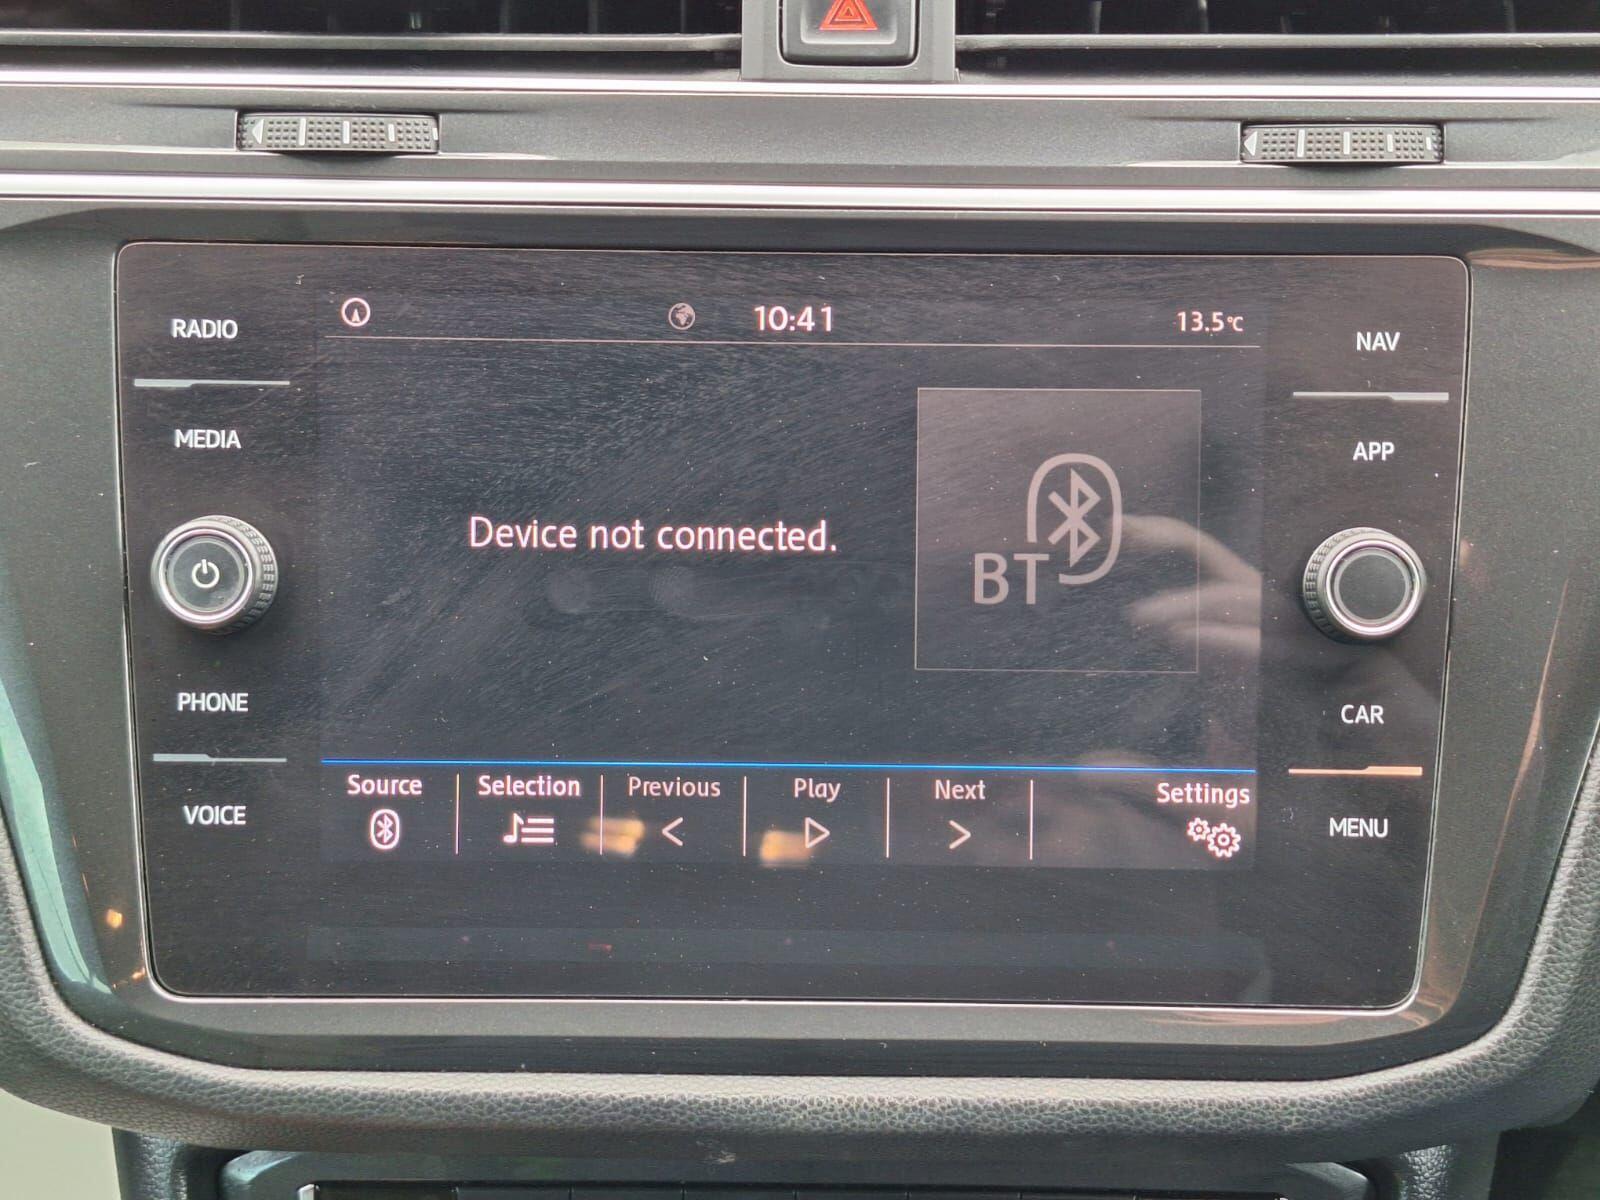 RADIO
MEDIA
PHONE
VOICE
10:41
13.5°C
Device not connected.
BT
Source
Selection
Previous
Play
Next
Settings
NAV
APP
CAR
MENU